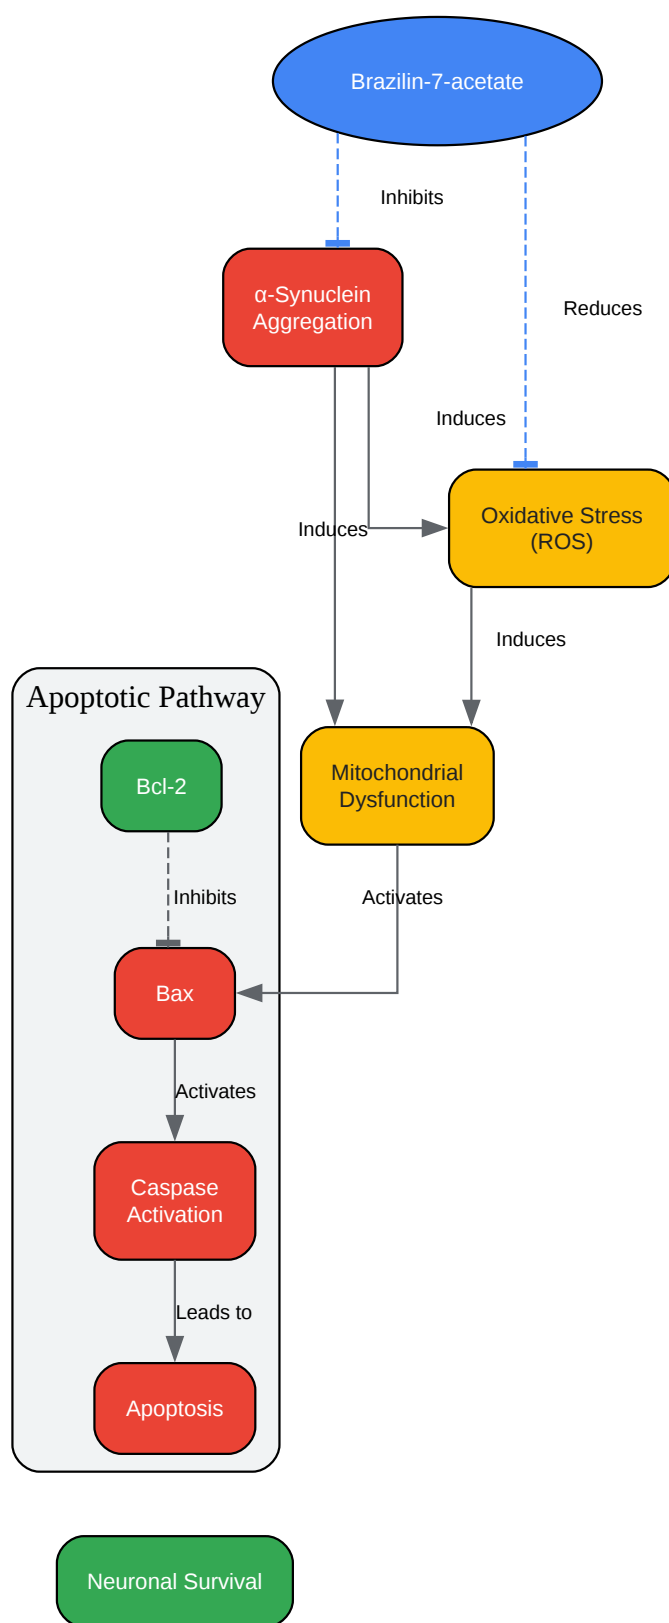 Brazilin-7-acetate
Inhibits
α-Synuclein
Aggregation
Reduces
Induces
Oxidative Stress
(ROS)
Induces
Induces
Apoptotic Pathway
Bcl-2
Mitochondrial
Dysfunction
Inhibits
Activates
Bax
Activates
Caspase
Activation
Leads to
Apoptosis
Neuronal Survival